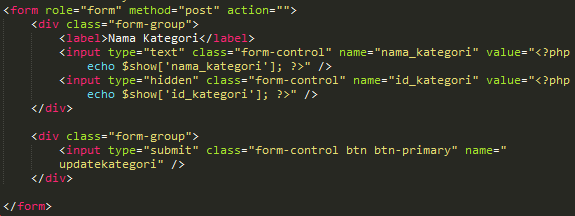 <form role="form" method="post" action="">
<div class="form-group">
<label>Nama Kategori</label>
<input type="text" class="form-control" name="nama_kategori" value="<?php
echo $show['nama_kategori']; ?>" />
<input type="hidden" class="form-control" name="id_kategori" value="<?php
echo $show['id_kategori']; ?>" />
</div>
<div class="form-group">
<input type="submit" class="form-control btn btn-primary" name="
updatekategori" />
</div>
</form>